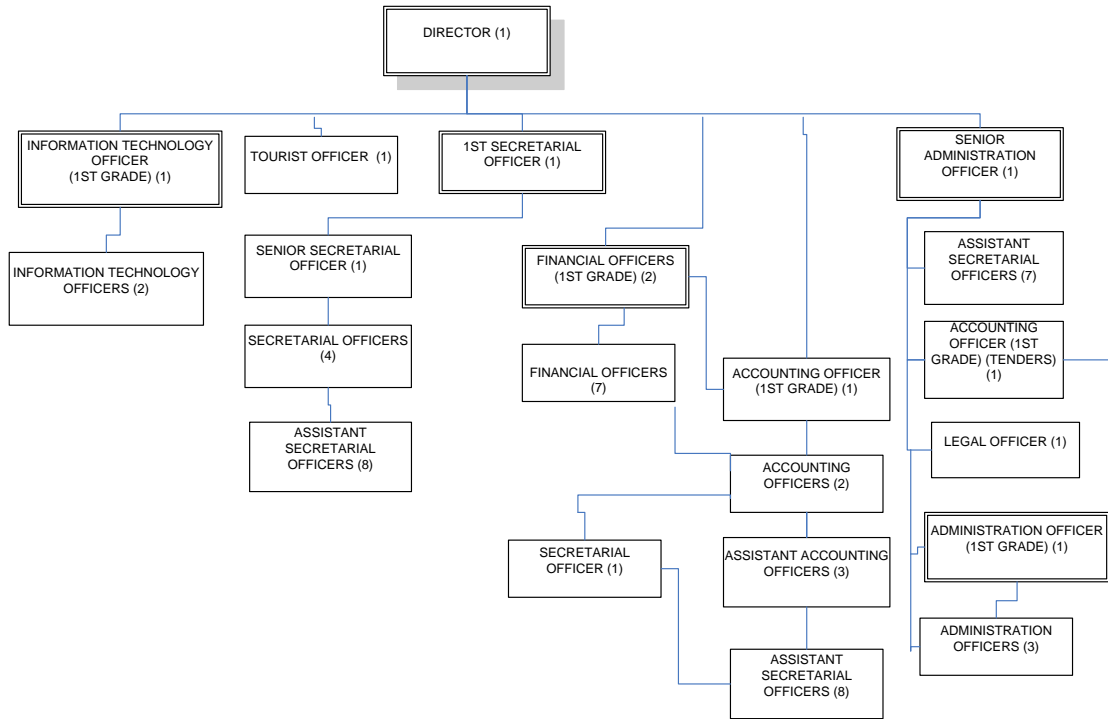 DIRECTOR (1)
INFORMATION TECHNOLOGY
OFFICER
(1ST GRADE) (1)
TOURIST OFFICER (1)
1ST SECRETARIAL
OFFICER (1)
SENIOR
ADMINISTRATION
OFFICER (1)
INFORMATION TECHNOLOGY
OFFICERS (2)
SENIOR SECRETARIAL
OFFICER (1)
FINANCIAL OFFICERS
(1ST GRADE) (2)
ASSISTANT
SECRETARIAL
OFFICERS (7)
SECRETARIAL OFFICERS
(4)
FINANCIAL OFFICERS
(7)
ACCOUNTING OFFICER
(1ST GRADE) (1)
ACCOUNTING
OFFICER (1ST
GRADE) (TENDERS)
(1)
ASSISTANT
SECRETARIAL
OFFICERS (8)
ACCOUNTING
OFFICERS (2)
LEGAL OFFICER (1)
SECRETARIAL
OFFICER (1)
ASSISTANT ACCOUNTING
OFFICERS (3)
ADMINISTRATION OFFICER
(1ST GRADE) (1)
ASSISTANT
SECRETARIAL
OFFICERS (8)
ADMINISTRATION
OFFICERS (3)